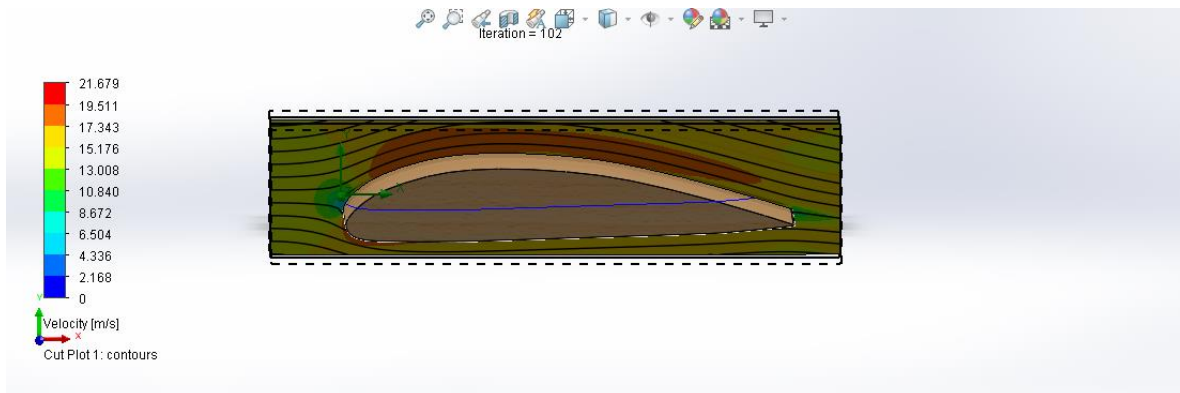 Iteration = 102
21.679
19.511
17.343
15.176
13.008
10.840
8.672
6.504
4.336
2.168
0
Velocity [m/s]
Cut Plot 1: contours
Y
X
X